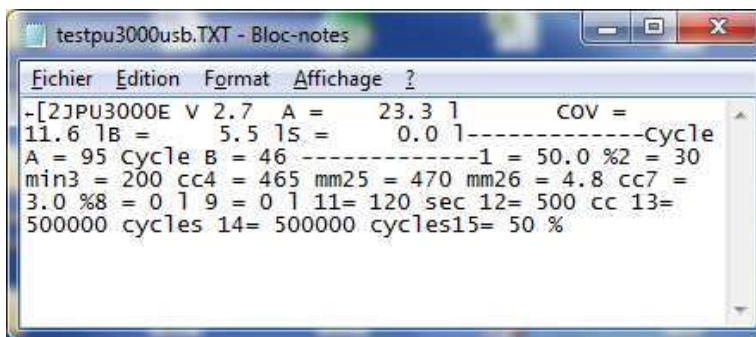 testpu3000usb.TXT - Bloc-notes
Fichier Edition Format Affichage ?
←[2JPU3000E V 2.7 A = 23.3 l COV =
11.6 lB = 5.5 lS = 0.0 l--------------Cycle
A = 95 Cycle B = 46 --------------1 = 50.0 %2 = 30
min3 = 200 cc4 = 465 mm25 = 470 mm26 = 4.8 cc7 =
3.0 %8 = 0 l 9 = 0 l 11= 120 sec 12= 500 cc 13=
500000 cycles 14= 500000 cycles15= 50 %